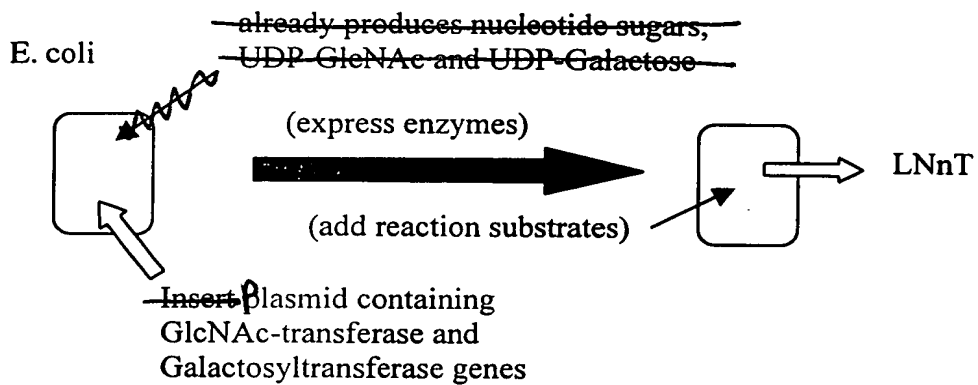 already produces nucleotide sugars,
E. coli
UDP-GlcNAc and UDP-Galactose
(express enzymes)
LNnT
(add reaction substrates)
Insert Plasmid containing
GlcNAc-transferase and
Galactosyltransferase genes